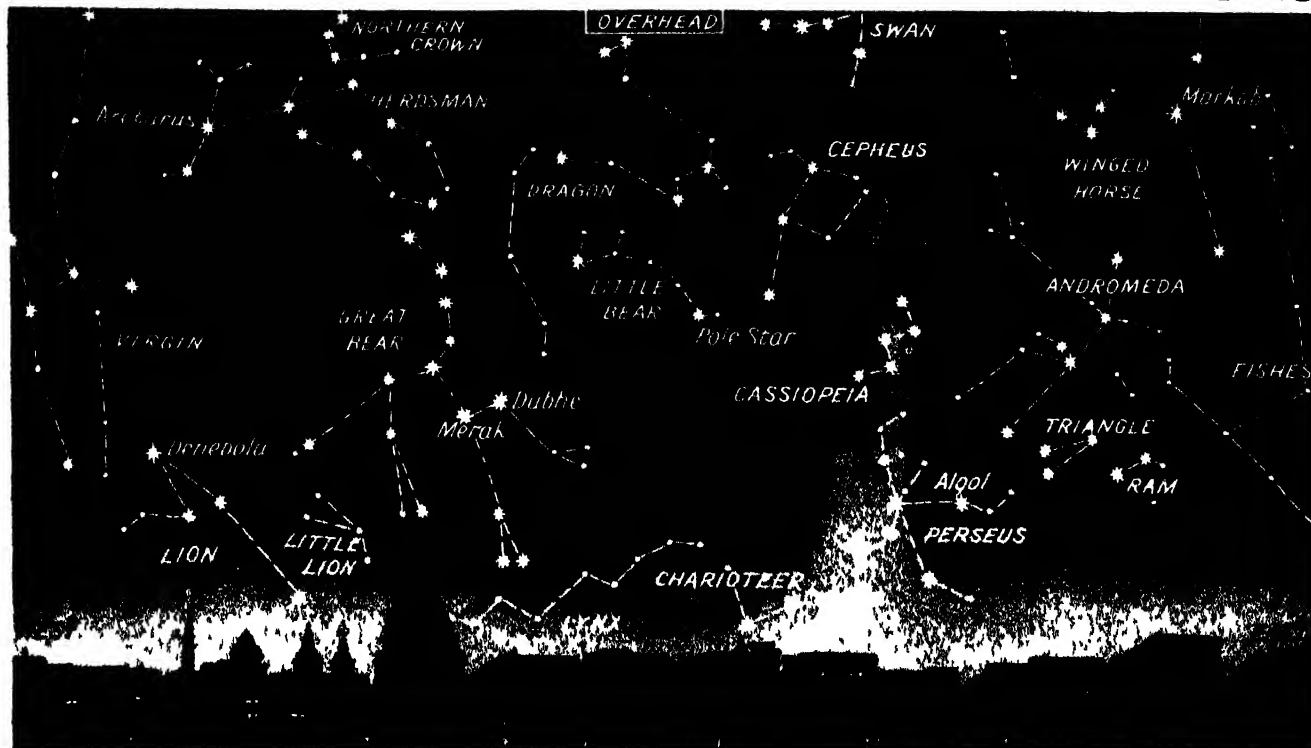 OVERHEAD
NORTHERN
CROWN
SWAN
HERDSMAN
Arcturus
Markab
CEPHEUS
WINGED
HORSE
DRAGON
LITTLE
BEAR
Pole Star
ANDROMEDA
GREAT
BEAR
VIRGIN
FISHES
CASSIOPEIA
Dubhe
Merak
Denebola
TRIANGLE
Algol
RAM
PERSEUS
LION
LITTLE
LION
CHARIOTEER
LYNX